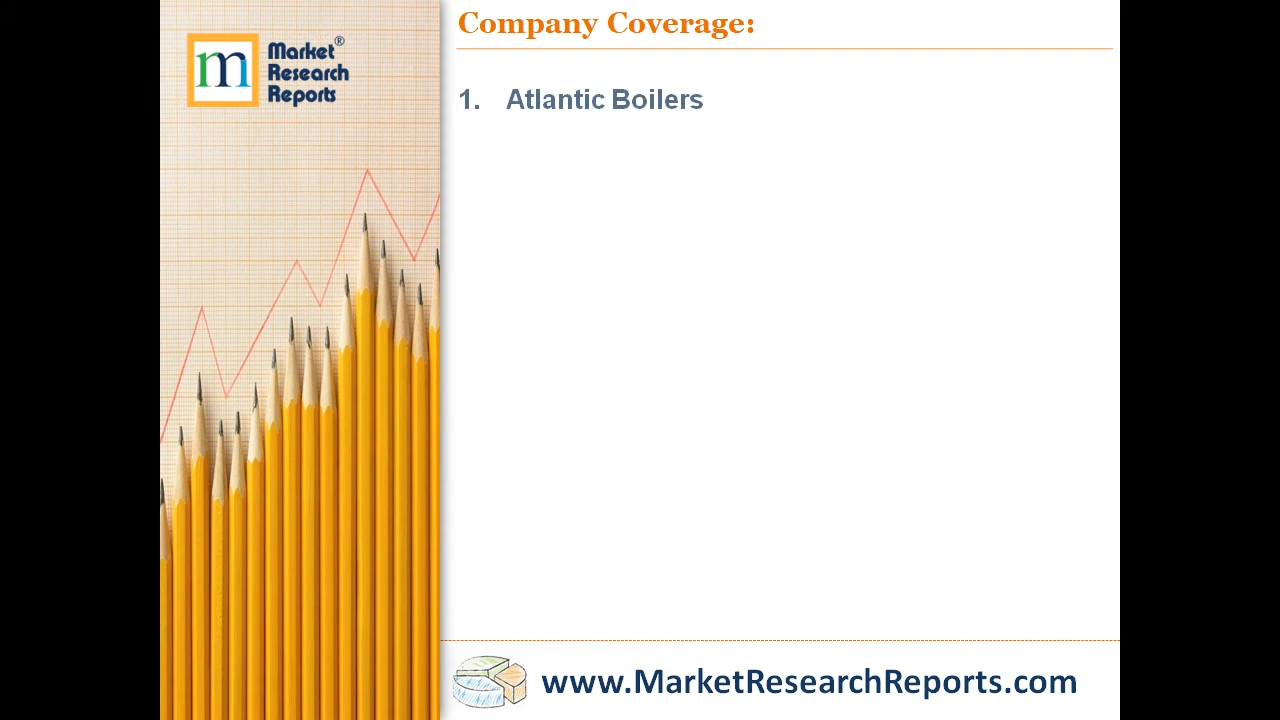 Company Coverage:
m
Market®
Research
Reports
1. Atlantic Boilers
www.MarketResearchReports.com